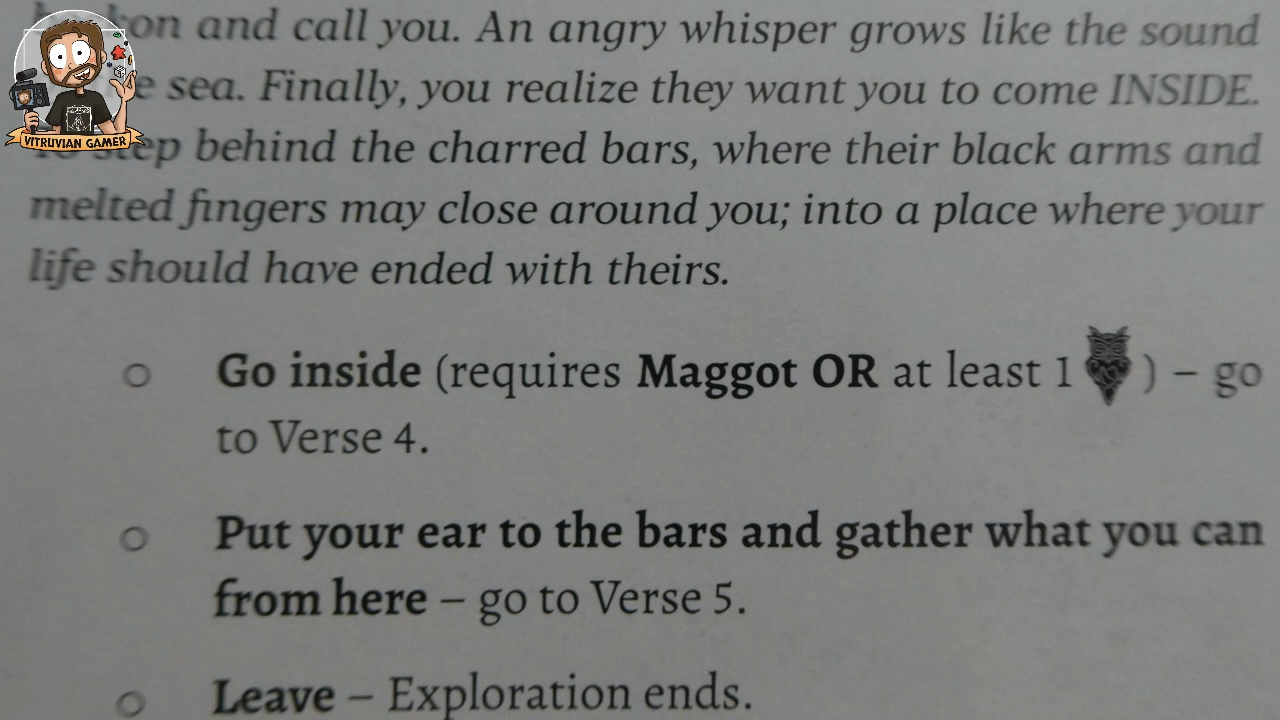 and call you. An angry whisper grows like the sound
sea. Finally, you realize they want you to come INSIDE.
behind the charred bars, where their black arms and
melted fingers may close around you; into a place where your
life should have ended with theirs.
Go inside (requires Maggot OR at least 1 ) – go
to Verse 4.
Put your ear to the bars and gather what you can
from here – go to Verse 5.
Leave – Exploration ends.
VITRUVIAN GAMER